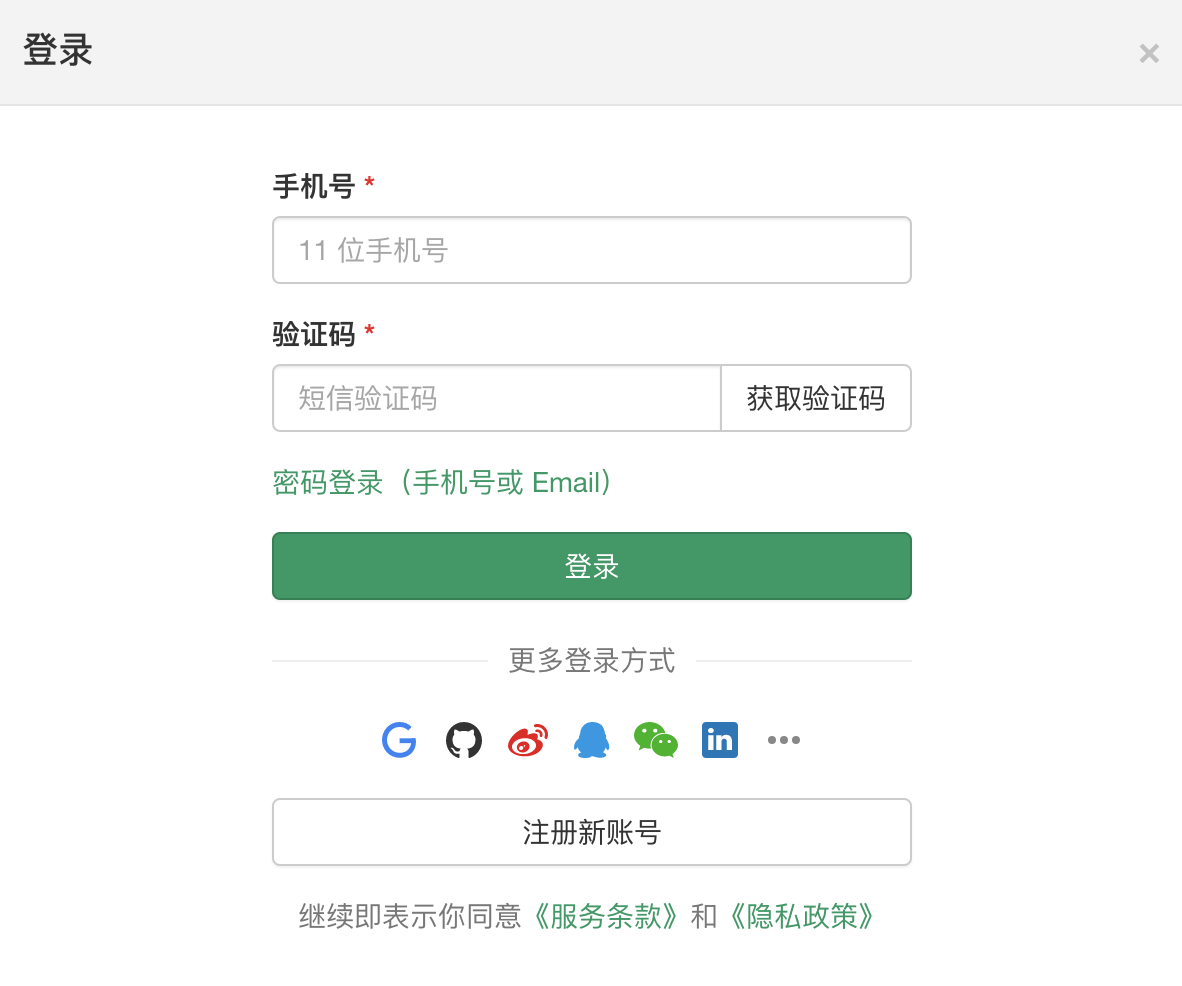 登录
×
手机号 *
11 位手机号
验证码 *
短信验证码
获取验证码
密码登录（手机号或 Email）
登录
更多登录方式
in
注册新账号
继续即表示你同意《服务条款》和《隐私政策》